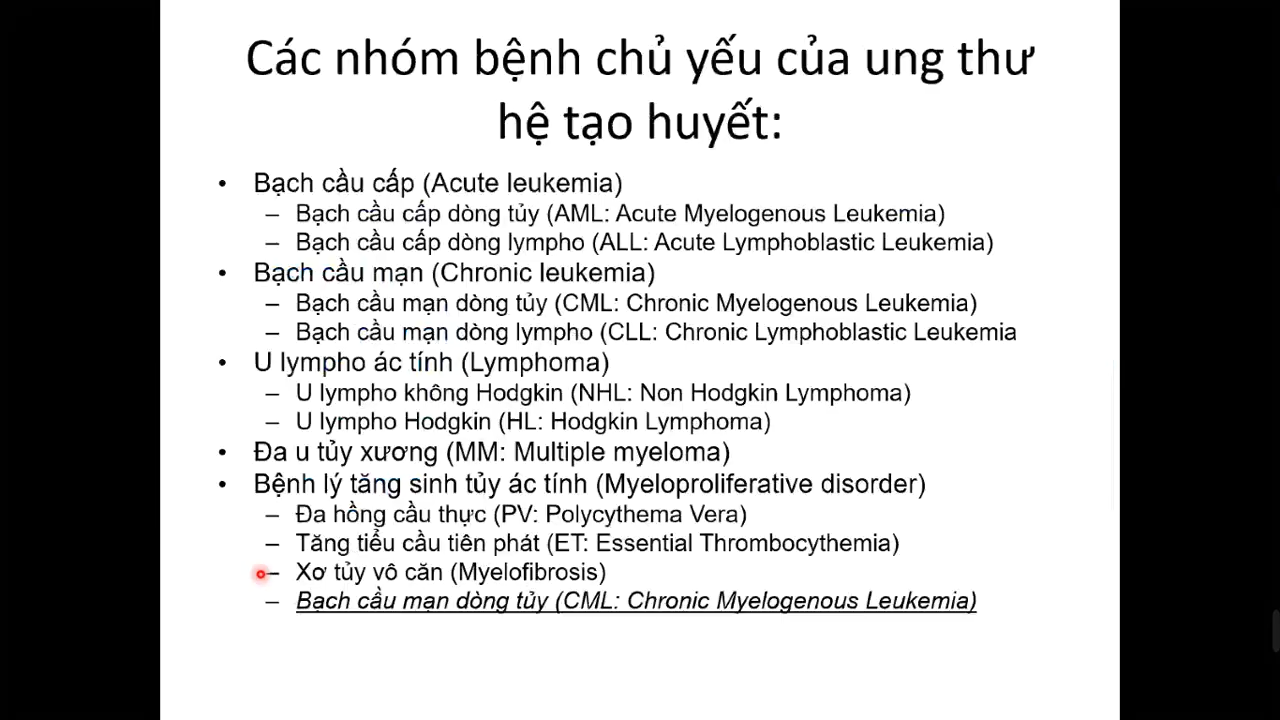 Các nhóm bệnh chủ yếu của ung thư
hệ tạo huyết:
• Bạch cầu cấp (Acute leukemia)
– Bạch cầu cấp dòng tủy (AML: Acute Myelogenous Leukemia)
– Bạch cầu cấp dòng lympho (ALL: Acute Lymphoblastic Leukemia)
• Bạch cầu mạn (Chronic leukemia)
– Bạch cầu mạn dòng tủy (CML: Chronic Myelogenous Leukemia)
– Bạch cầu mạn dòng lympho (CLL: Chronic Lymphoblastic Leukemia
• U lympho ác tính (Lymphoma)
– U lympho không Hodgkin (NHL: Non Hodgkin Lymphoma)
– U lympho Hodgkin (HL: Hodgkin Lymphoma)
• Đa u tủy xương (MM: Multiple myeloma)
• Bệnh lý tăng sinh tủy ác tính (Myeloproliferative disorder)
– Đa hồng cầu thực (PV: Polycythema Vera)
– Tăng tiểu cầu tiên phát (ET: Essential Thrombocythemia)
– Xơ tủy vô căn (Myelofibrosis)
– Bạch cầu mạn dòng tủy (CML: Chronic Myelogenous Leukemia)